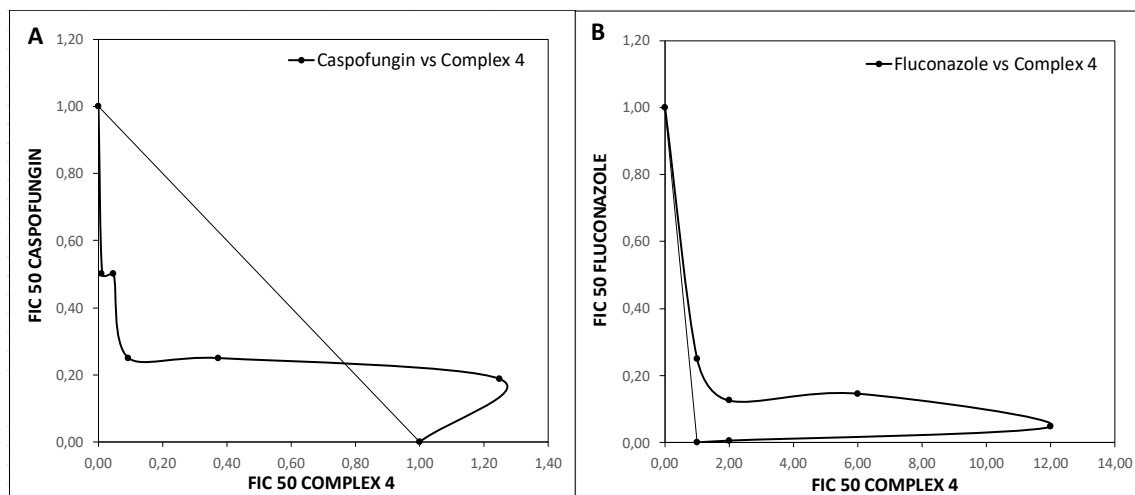 A
1,20
1,00
0,80
0,60
0,40
0,20
0,00
FIC 50 CASPOFUNGIN
Caspofungin vs Complex 4
0,00 0,20 0,40 0,60 0,80 1,00 1,20 1,40
FIC 50 COMPLEX 4
B
1,20
1,00
0,80
0,60
0,40
0,20
0,00
FIC 50 FLUCONAZOLE
Fluconazole vs Complex 4
0,00 2,00 4,00 6,00 8,00 10,00 12,00 14,00
FIC 50 COMPLEX 4